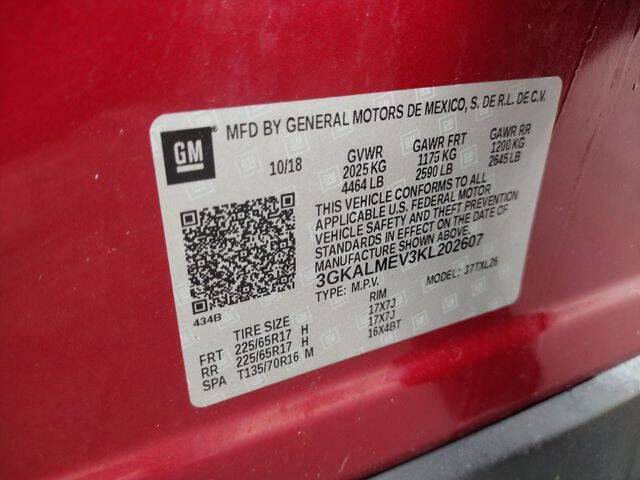 GM
MFD BY GENERAL MOTORS DE MEXICO, S. DE R.L. DE C.V.
10/18 GVWR GAWR FRT GAWR RR
2025 KG 1175 KG 1200 KG
4464 LB 2590 LB 2645 LB
THIS VEHICLE CONFORMS TO ALL
APPLICABLE U.S. FEDERAL MOTOR
VEHICLE SAFETY AND THEFT PREVENTION
STANDARDS IN EFFECT ON THE DATE OF
MANUFACTURE SHOWN ABOVE.
3GKALMEV3KL202607
TYPE: M.P.V. MODEL: 37TXL26
434B
TIRE SIZE RIM
FRT 225/65R17 H 17X7J
RR 225/65R17 H 17X7J
SPA T135/70R16 M 16X4BT